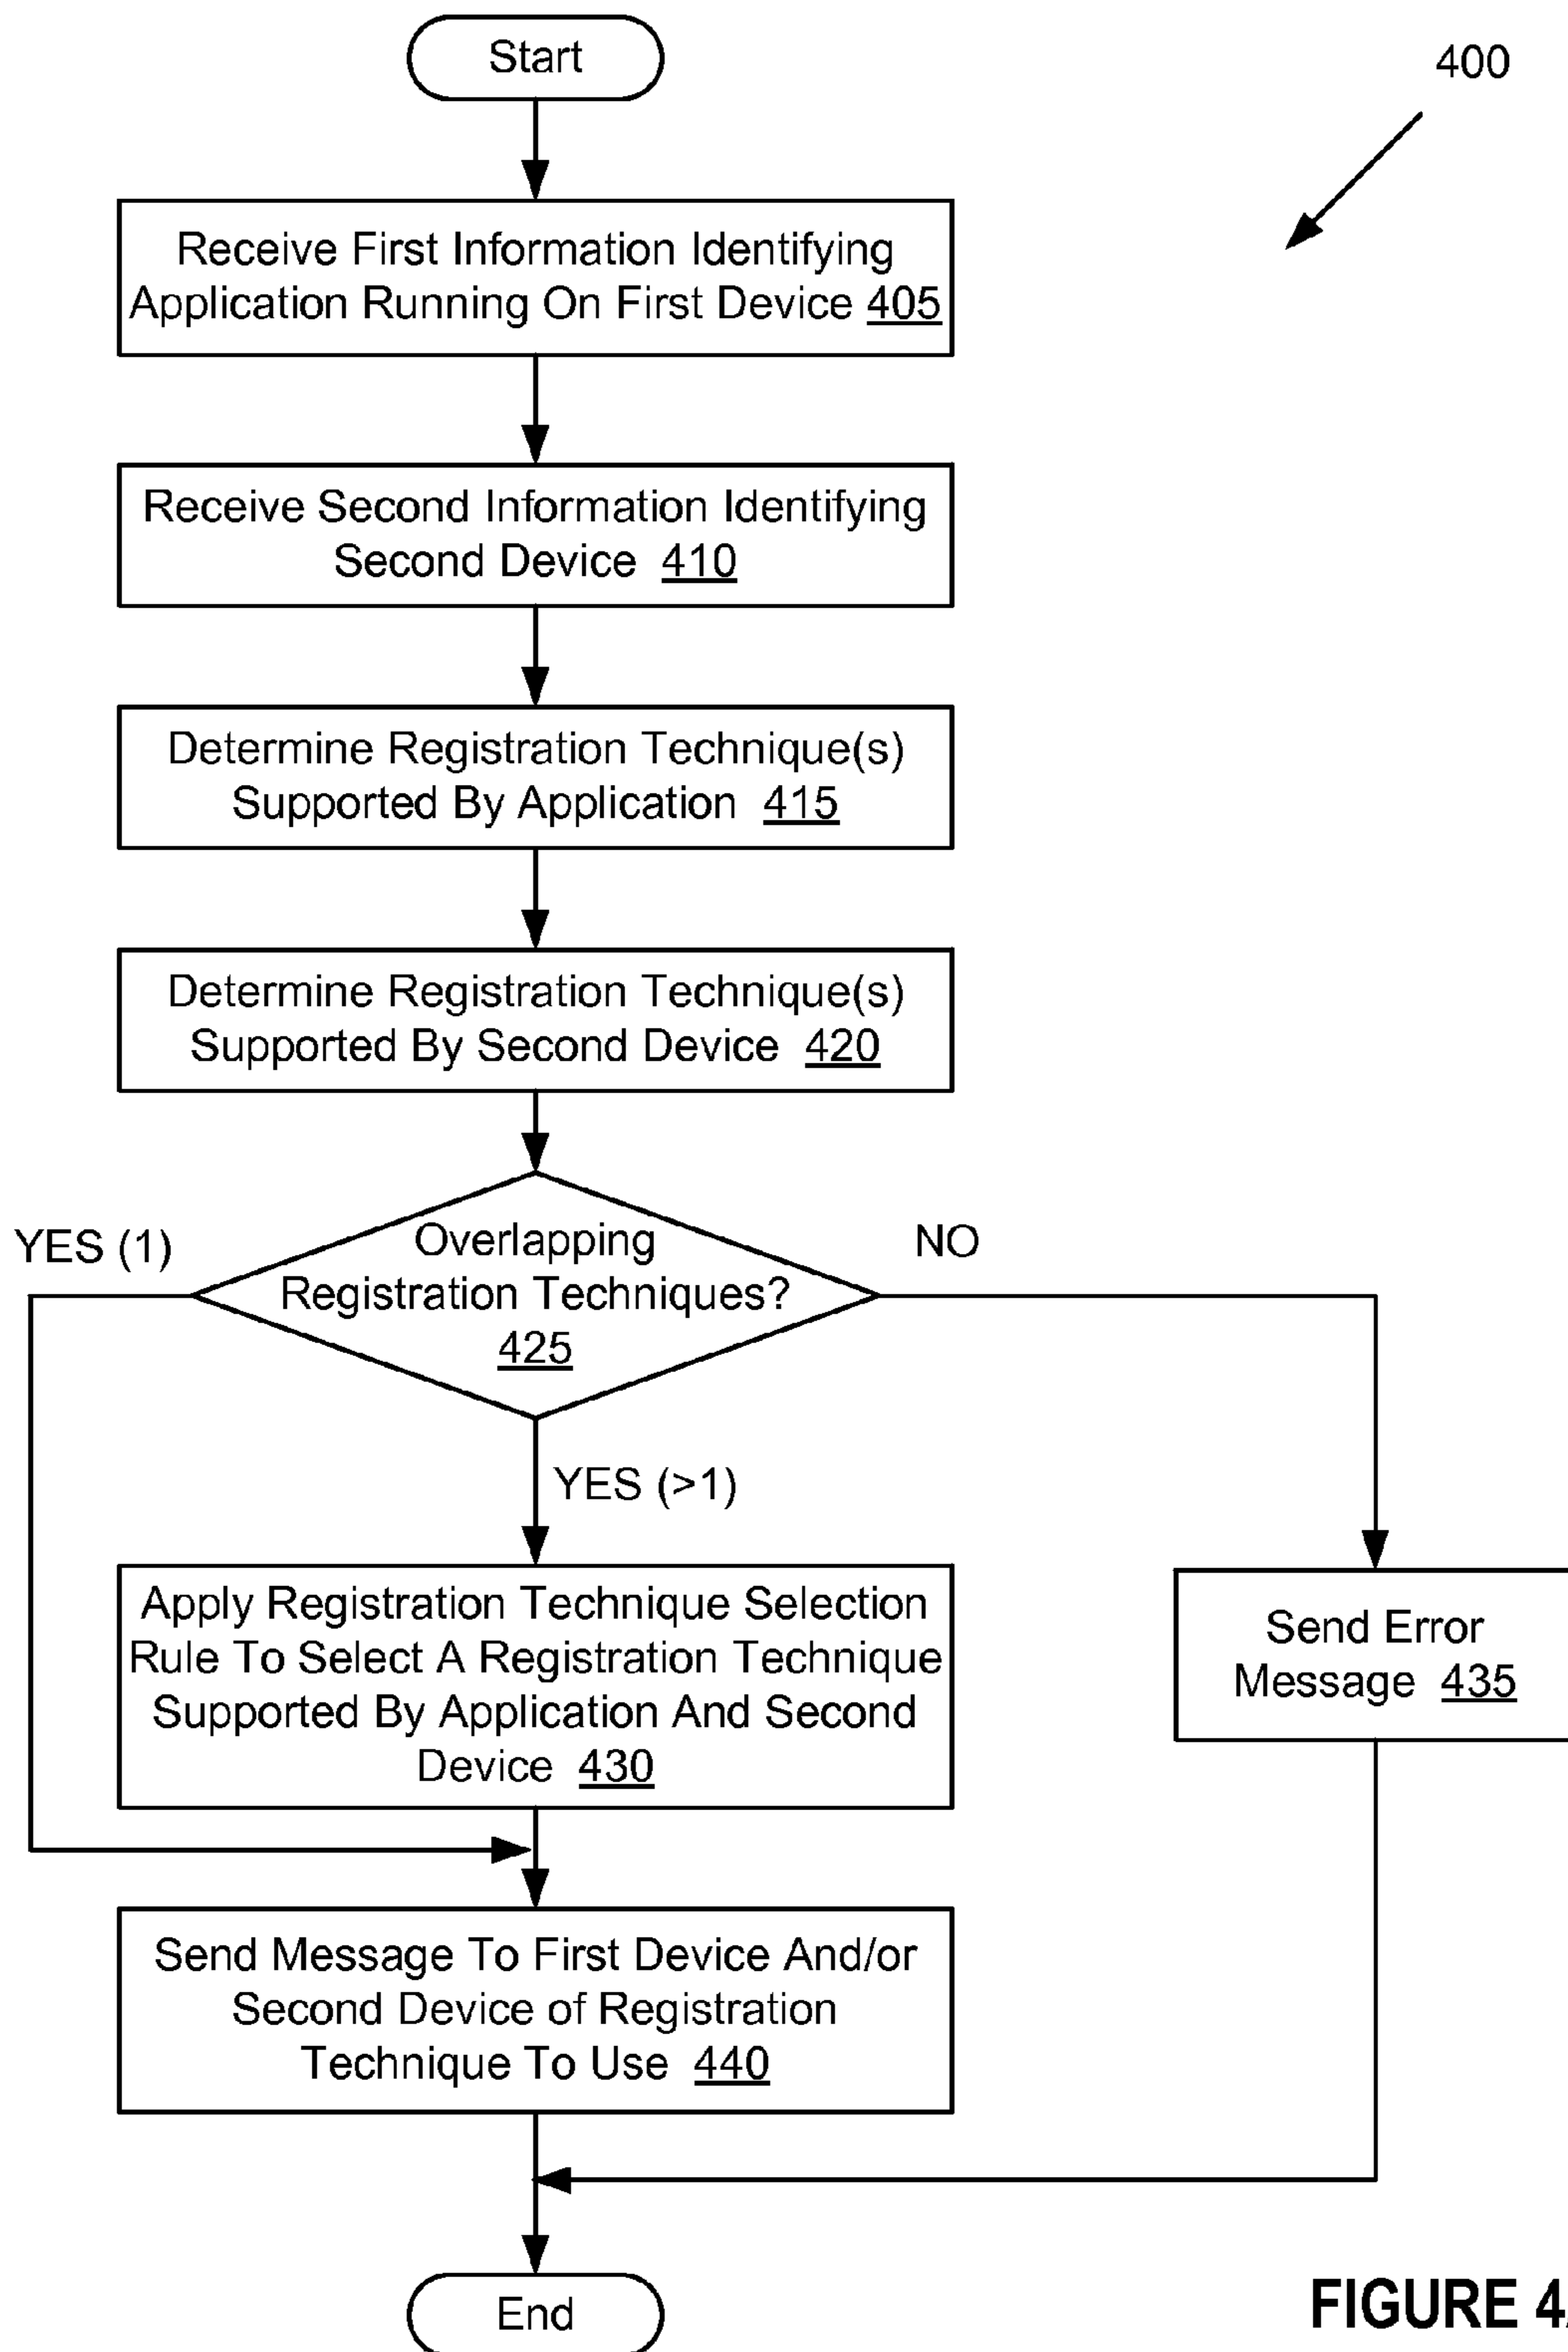 Start
400
Receive First Information Identifying
Application Running On First Device 405
Receive Second Information Identifying
Second Device 410
Determine Registration Technique(s)
Supported By Application 415
Determine Registration Technique(s)
Supported By Second Device 420
YES (1)
Overlapping
Registration Techniques?
425
NO
YES (>1)
Apply Registration Technique Selection
Rule To Select A Registration Technique
Supported By Application And Second
Device 430
Send Error
Message 435
Send Message To First Device And/or
Second Device of Registration
Technique To Use 440
End
FIGURE 4